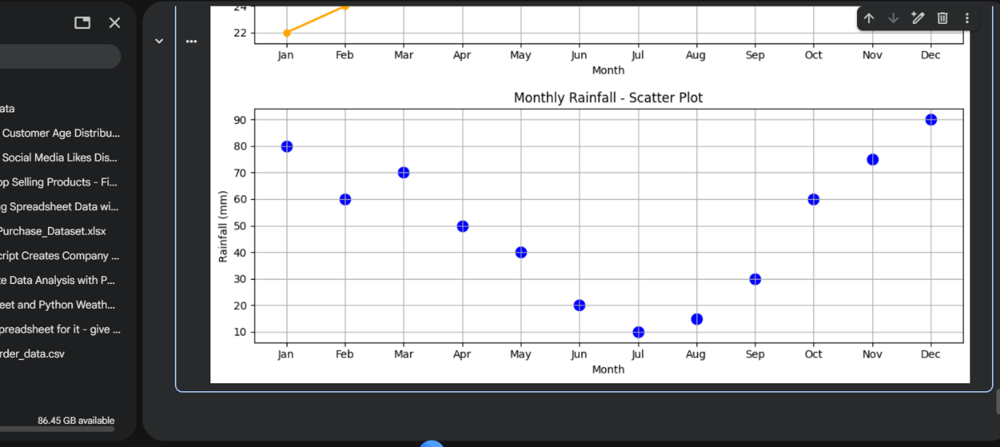 ata
Customer Age Distribu...
Social Media Likes Dis...
op Selling Products - Fi...
g Spreadsheet Data wi...
Purchase_Dataset.xlsx
cript Creates Company ...
te Data Analysis with P...
eet and Python Weath...
preadsheet for it - give ...
rder_data.csv
86.45 GB available
24
22
Jan Feb Mar Apr May Jun Jul Aug Sep Oct Nov Dec
Month
Monthly Rainfall - Scatter Plot
Rainfall (mm)
90
80
70
60
50
40
30
20
10
Jan Feb Mar Apr May Jun Jul Aug Sep Oct Nov Dec
Month